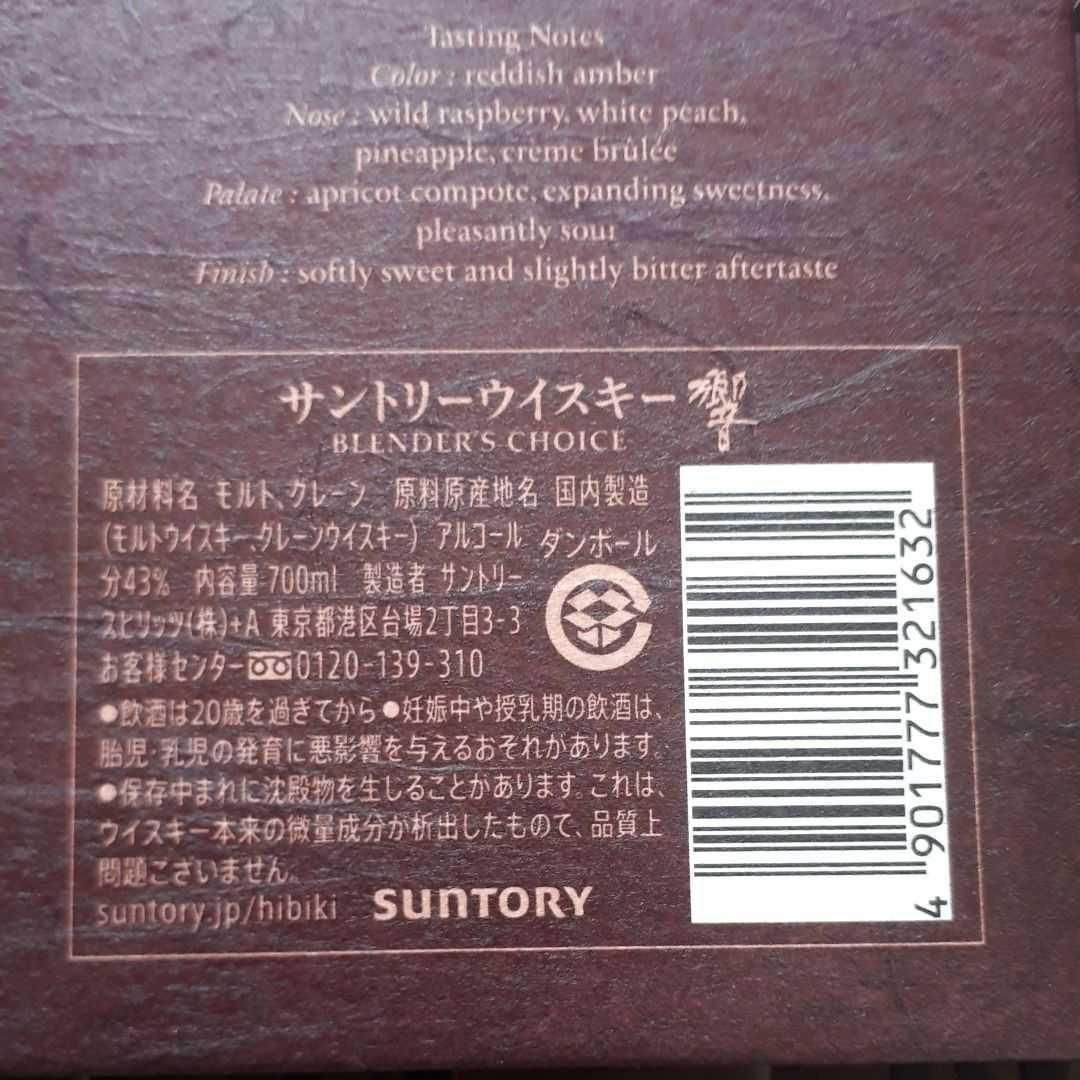 Tasting Notes
Color : reddish amber
Nose : wild raspberry, white peach,
pineapple, crème brûlée
Palate : apricot compote, expanding sweetness,
pleasantly sour
Finish : softly sweet and slightly bitter aftertaste
サントリーウイスキー 響
BLENDER'S CHOICE
原材料名 モルト、グレーン 原料原産地名 国内製造
(モルトウイスキー、グレーンウイスキー) アルコール
分43% 内容量 700ml 製造者 サントリー
スピリッツ(株)+A 東京都港区台場2丁目3-3
お客様センター 0120-139-310
ダンボール
●飲酒は20歳を過ぎてから●妊娠中や授乳期の飲酒は、
胎児・乳児の発育に悪影響を与えるおそれがあります。
●保存中まれに沈殿物を生じることがあります。これは、
ウイスキー本来の微量成分が析出したもので、品質上
問題ございません。
suntory.jp/hibiki SUNTORY
4 901777 321632